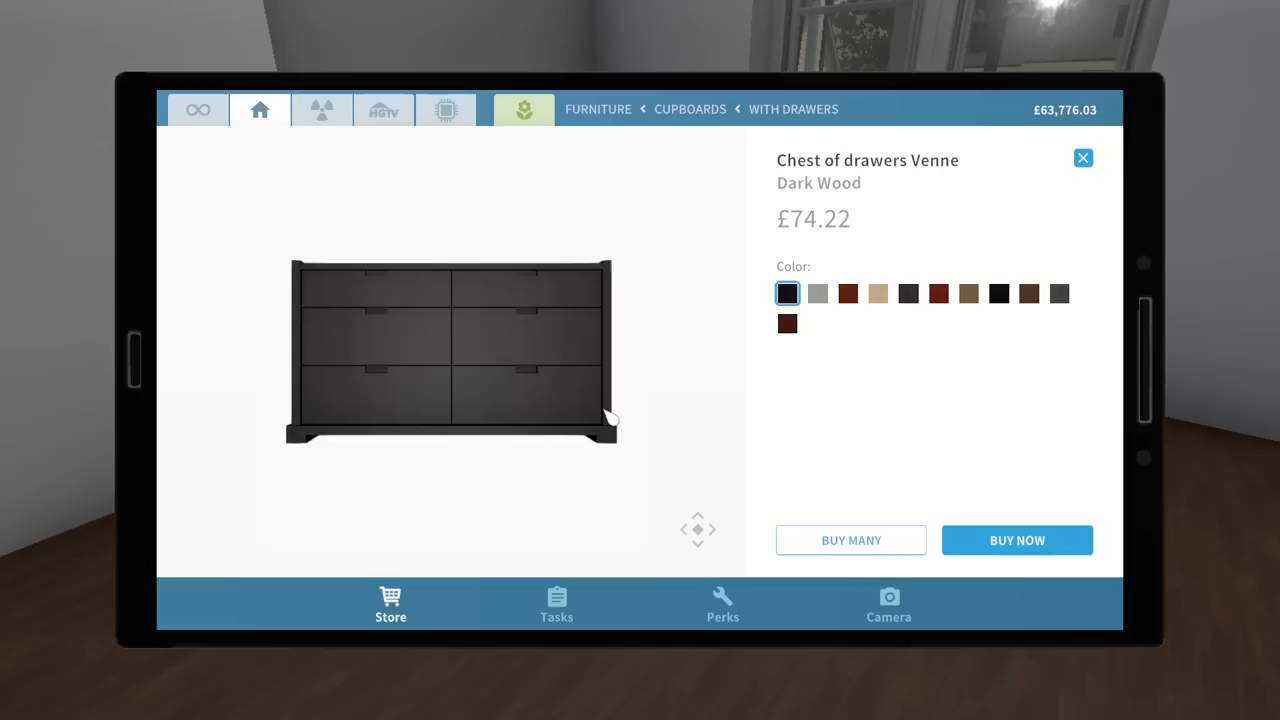 HGTV
FURNITURE < CUPBOARDS < WITH DRAWERS
£63,776.03
Chest of drawers Venne
Dark Wood
£74.22
Color:
BUY MANY
BUY NOW
Store
Tasks
Perks
Camera